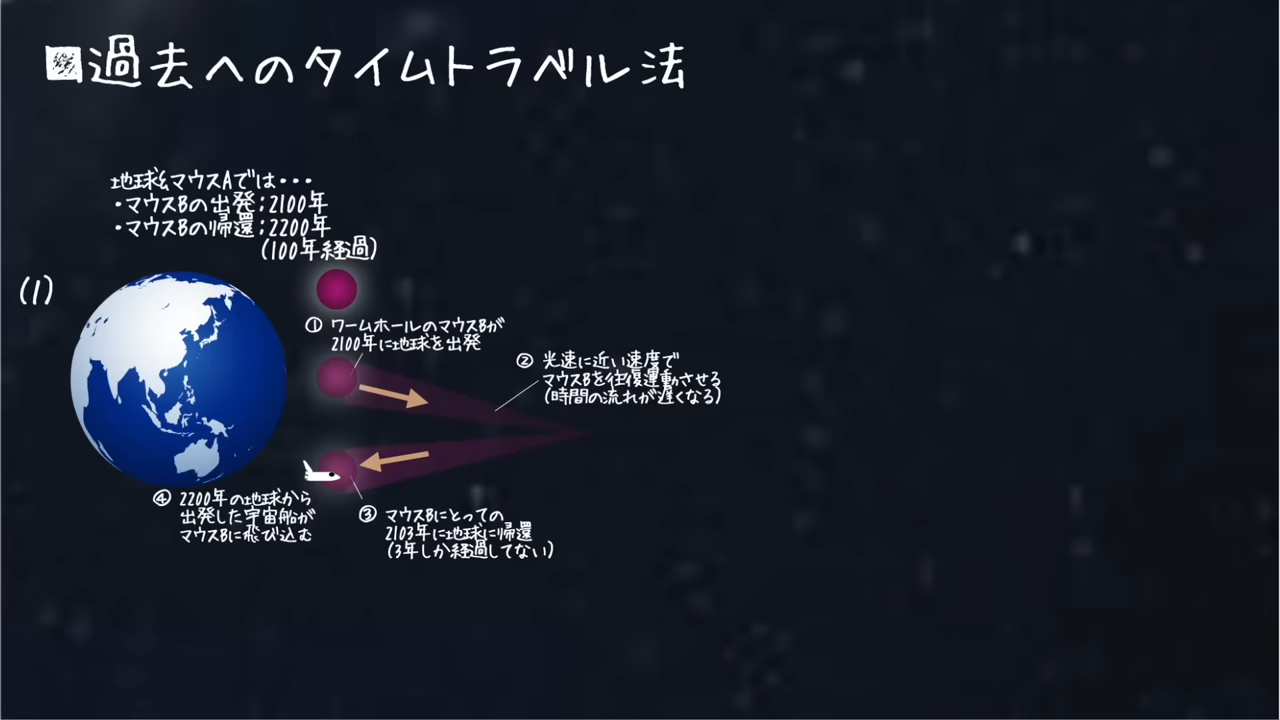 過去へのタイムトラベル法
地球&マウスAでは・・・
・マウスBの出発：2100年
・マウスBの帰還：2200年
(100年経過)
(1)
① ワームホールのマウスBが
2100年に地球を出発
② 光速に近い速度で
マウスBを往復運動させる
(時間の流れが遅くなる)
④ 2200年の地球から
出発した宇宙船が
マウスBに飛び込む
③ マウスBにとっての
2103年に地球に帰還
(3年しか経過してない)